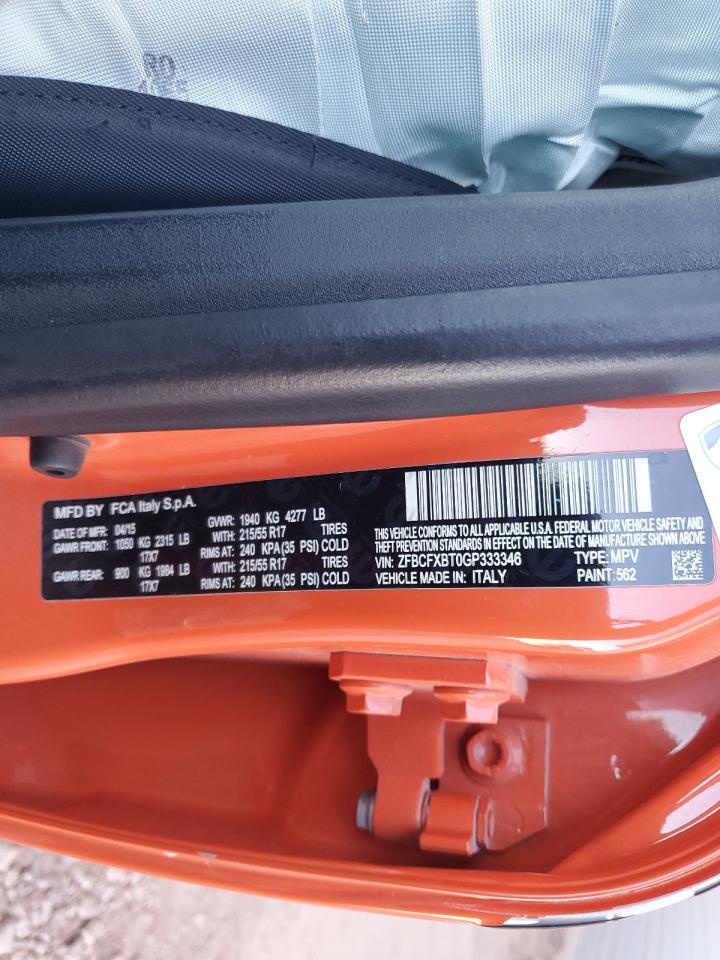 RD
MFD BY FCA Italy S.p.A.
DATE OF MFR: 04/15 GVWR: 1940 KG 4277 LB
GAWR FRONT: 1050 KG 2315 LB WITH: 215/55 R17 TIRES
17X7 RIMS AT: 240 KPA(35 PSI) COLD
GAWR REAR: 900 KG 1984 LB WITH: 215/55 R17 TIRES
17X7 RIMS AT: 240 KPA(35 PSI) COLD
THIS VEHICLE CONFORMS TO ALL APPLICABLE U.S.A. FEDERAL MOTOR VEHICLE SAFETY AND
THEFT PREVENTION STANDARDS IN EFFECT ON THE DATE OF MANUFACTURE SHOWN ABOVE
VIN: ZFBCFXBT0GP333346 TYPE: MPV
VEHICLE MADE IN: ITALY PAINT: 562